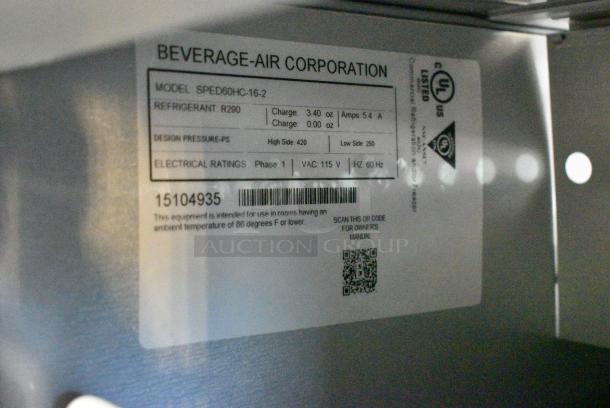 BEVERAGE-AIR CORPORATION
MODEL: SPED60HC-16-2
REFRIGERANT: R290 Charge: 3.40 oz Amps: 5.4 A
Charge: 0.00 oz
DESIGN PRESSURE-PS High Side: 420 Low Side: 250
ELECTRICAL RATINGS Phase: 1 VAC: 115 V HZ: 60 Hz
15104935
This equipment is intended for use in rooms having an
ambient temperature of 86 degrees F or lower.
SCAN THIS QR CODE
FOR OWNER'S
MANUAL
C UL US
LISTED
Commercial Refrigerator and/or Freezer
AUCTION GROUP